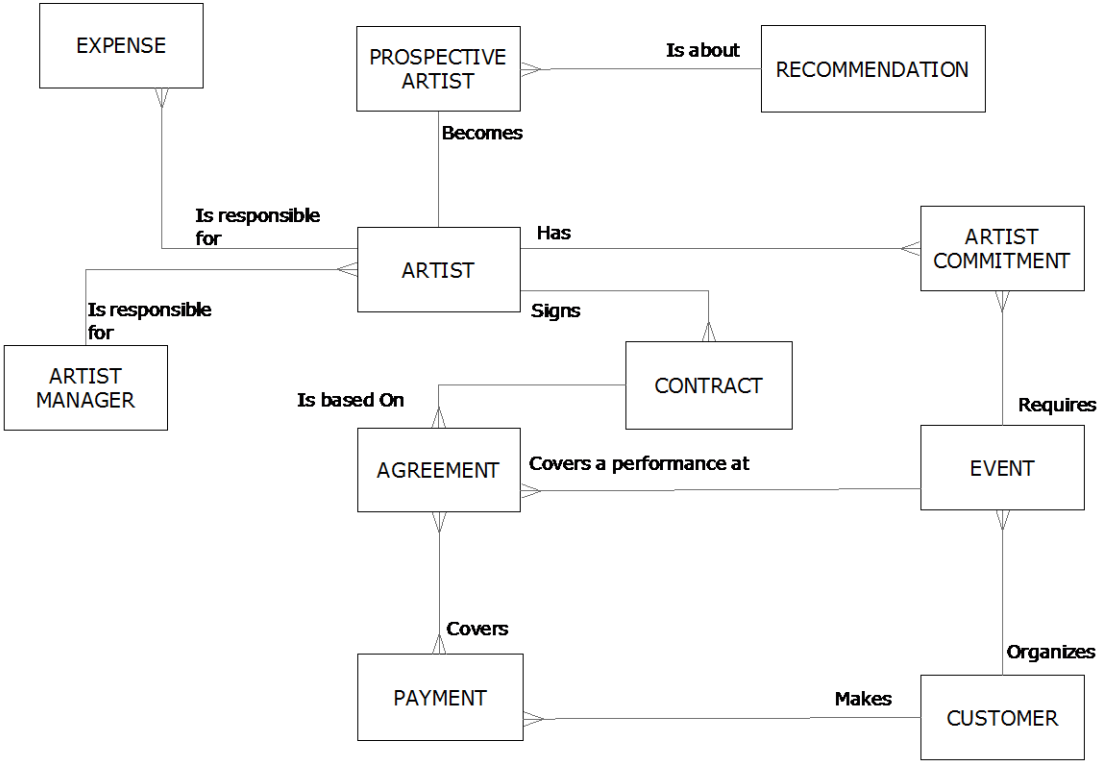 EXPENSE
PROSPECTIVE
ARTIST
Is about
RECOMMENDATION
Becomes
Is responsible
for
ARTIST
Has
ARTIST
COMMITMENT
Signs
Is responsible
for
ARTIST
MANAGER
CONTRACT
Is based On
Requires
AGREEMENT
Covers a performance at
EVENT
Covers
Organizes
PAYMENT
Makes
CUSTOMER